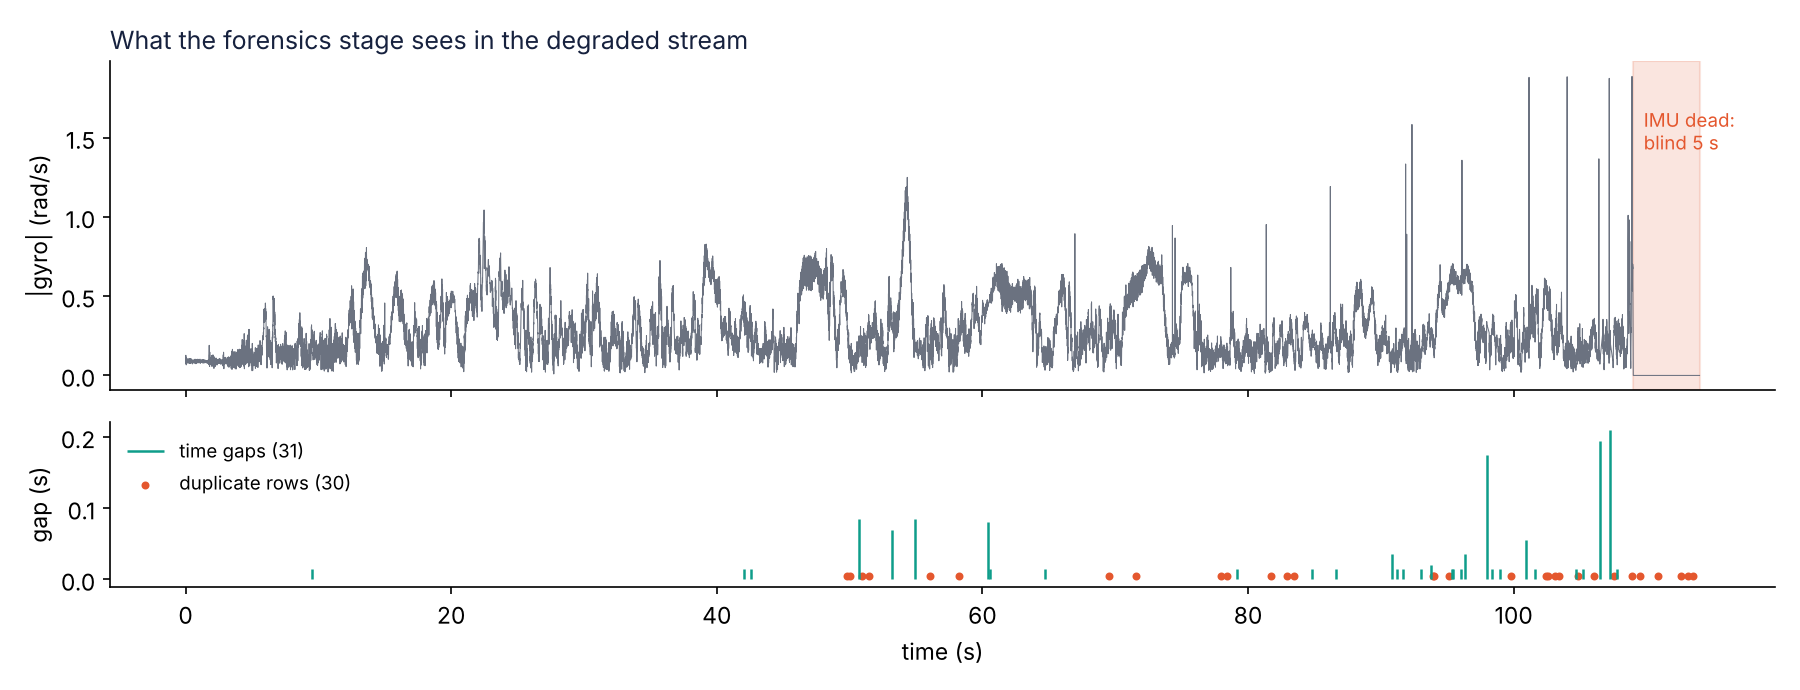 What the forensics stage sees in the degraded stream
|gyro| (rad/s)
1.5
1.0
0.5
0.0
IMU dead:
blind 5 s
gap (s)
0.2
0.1
0.0
time gaps (31)
duplicate rows (30)
0
20
40
60
80
100
time (s)